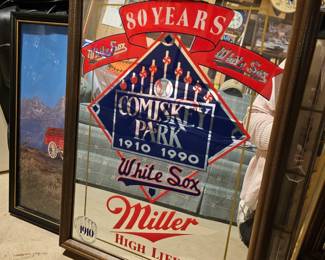 80 YEARS
White Sox
White Sox
COMISKEY
PARK
1910 1990
White Sox
Miller
HIGH LIFE
1910